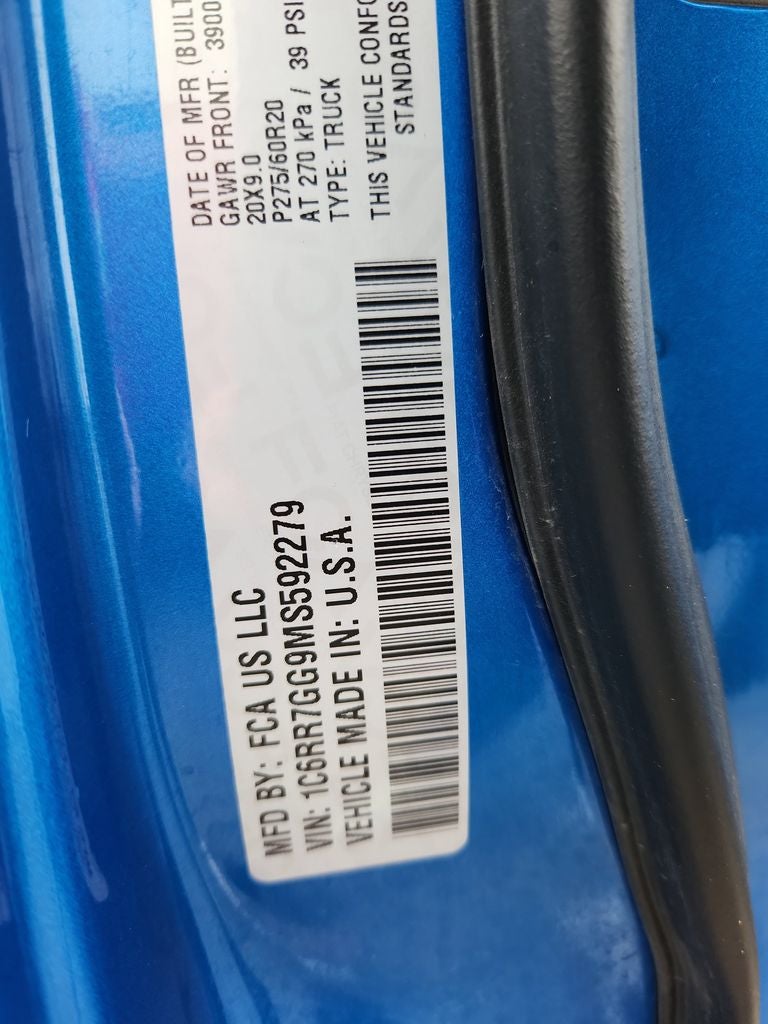 MFD BY: FCA US LLC
VIN: 1C6RR7GG9MS592279
VEHICLE MADE IN: U.S.A.
DATE OF MFR (BUILT
GAWR FRONT: 3900
20X9.0
P275/60R20
AT 270 kPa / 39 PSI
TYPE: TRUCK
THIS VEHICLE CONFO
STANDARDS